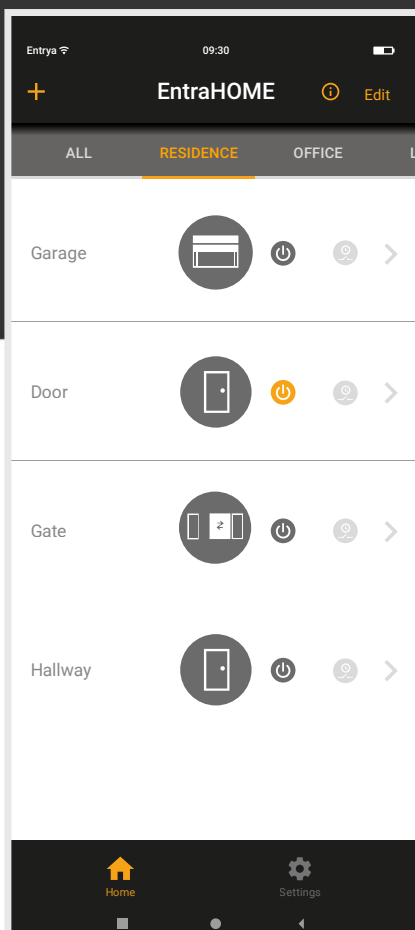 Entrya 09:30
EntraHOME Edit
ALL RESIDENCE OFFICE
Garage
Door
Gate
Hallway
Home Settings